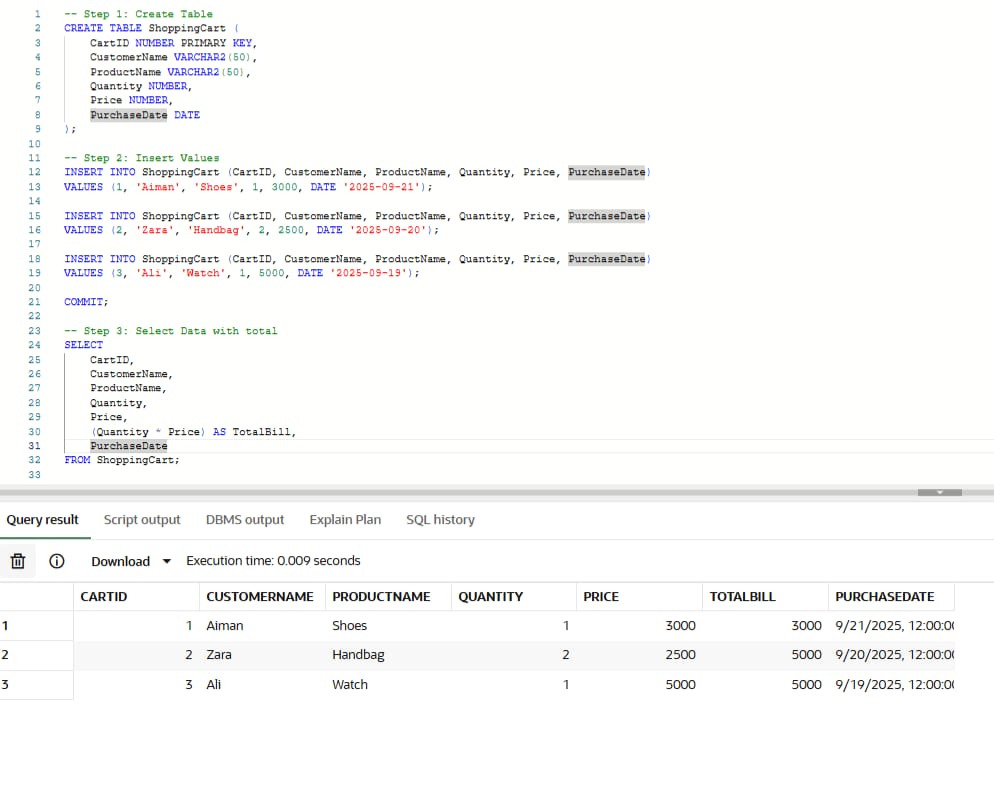 1 -- Step 1: Create Table
2 CREATE TABLE ShoppingCart (
3 CartID NUMBER PRIMARY KEY,
4 CustomerName VARCHAR2(50),
5 ProductName VARCHAR2(50),
6 Quantity NUMBER,
7 Price NUMBER,
8 PurchaseDate DATE
9 );
10
11 -- Step 2: Insert Values
12 INSERT INTO ShoppingCart (CartID, CustomerName, ProductName, Quantity, Price, PurchaseDate)
13 VALUES (1, 'Aiman', 'Shoes', 1, 3000, DATE '2025-09-21');
14
15 INSERT INTO ShoppingCart (CartID, CustomerName, ProductName, Quantity, Price, PurchaseDate)
16 VALUES (2, 'Zara', 'Handbag', 2, 2500, DATE '2025-09-20');
17
18 INSERT INTO ShoppingCart (CartID, CustomerName, ProductName, Quantity, Price, PurchaseDate)
19 VALUES (3, 'Ali', 'Watch', 1, 5000, DATE '2025-09-19');
20
21 COMMIT;
22
23 -- Step 3: Select Data with total
24 SELECT
25 CartID,
26 CustomerName,
27 ProductName,
28 Quantity,
29 Price,
30 (Quantity * Price) AS TotalBill,
31 PurchaseDate
32 FROM ShoppingCart;
33
Query result Script output DBMS output Explain Plan SQL history
Download Execution time: 0.009 seconds
CARTID CUSTOMERNAME PRODUCTNAME QUANTITY PRICE TOTALBILL PURCHASEDATE
1 1 Aiman Shoes 1 3000 3000 9/21/2025, 12:00:00
2 2 Zara Handbag 2 2500 5000 9/20/2025, 12:00:00
3 3 Ali Watch 1 5000 5000 9/19/2025, 12:00:00